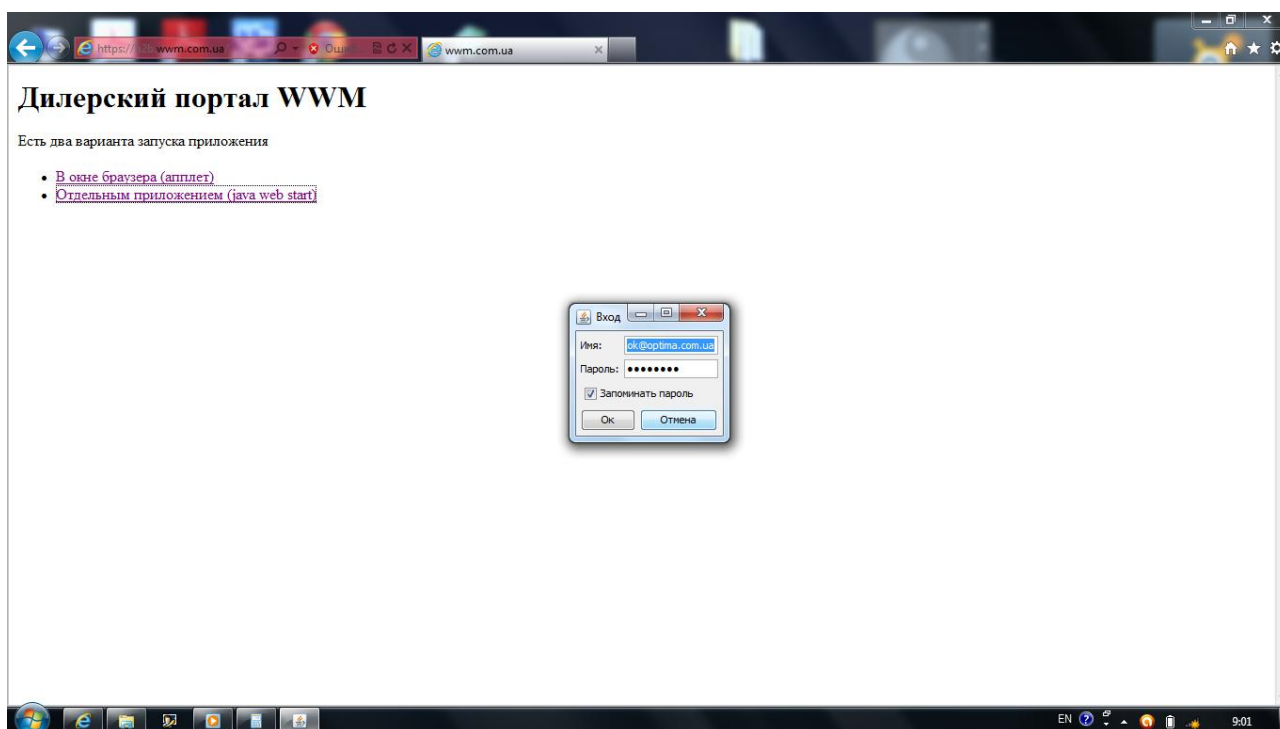 https://b2b.wwm.com.ua
wwm.com.ua
Дилерский портал WWM
Есть два варианта запуска приложения
В окне браузера (апплет)
Отдельным приложением (java web start)
Вход
Имя: ok@optima.com.ua
Пароль: ••••••••
Запоминать пароль
Ок Отмена
EN 9:01